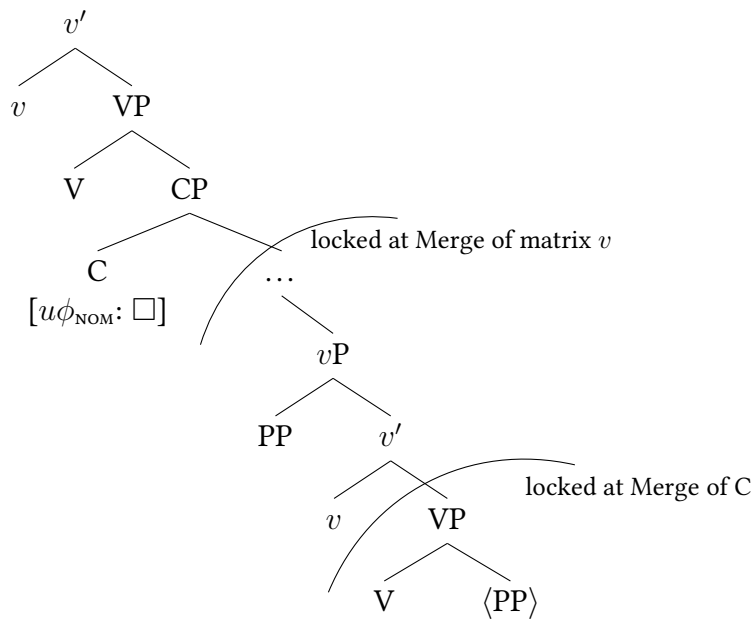 v′
v VP
V CP
C … locked at Merge of matrix v
[uϕNOM: □]
vP
PP v′
v VP locked at Merge of C
V ⟨PP⟩